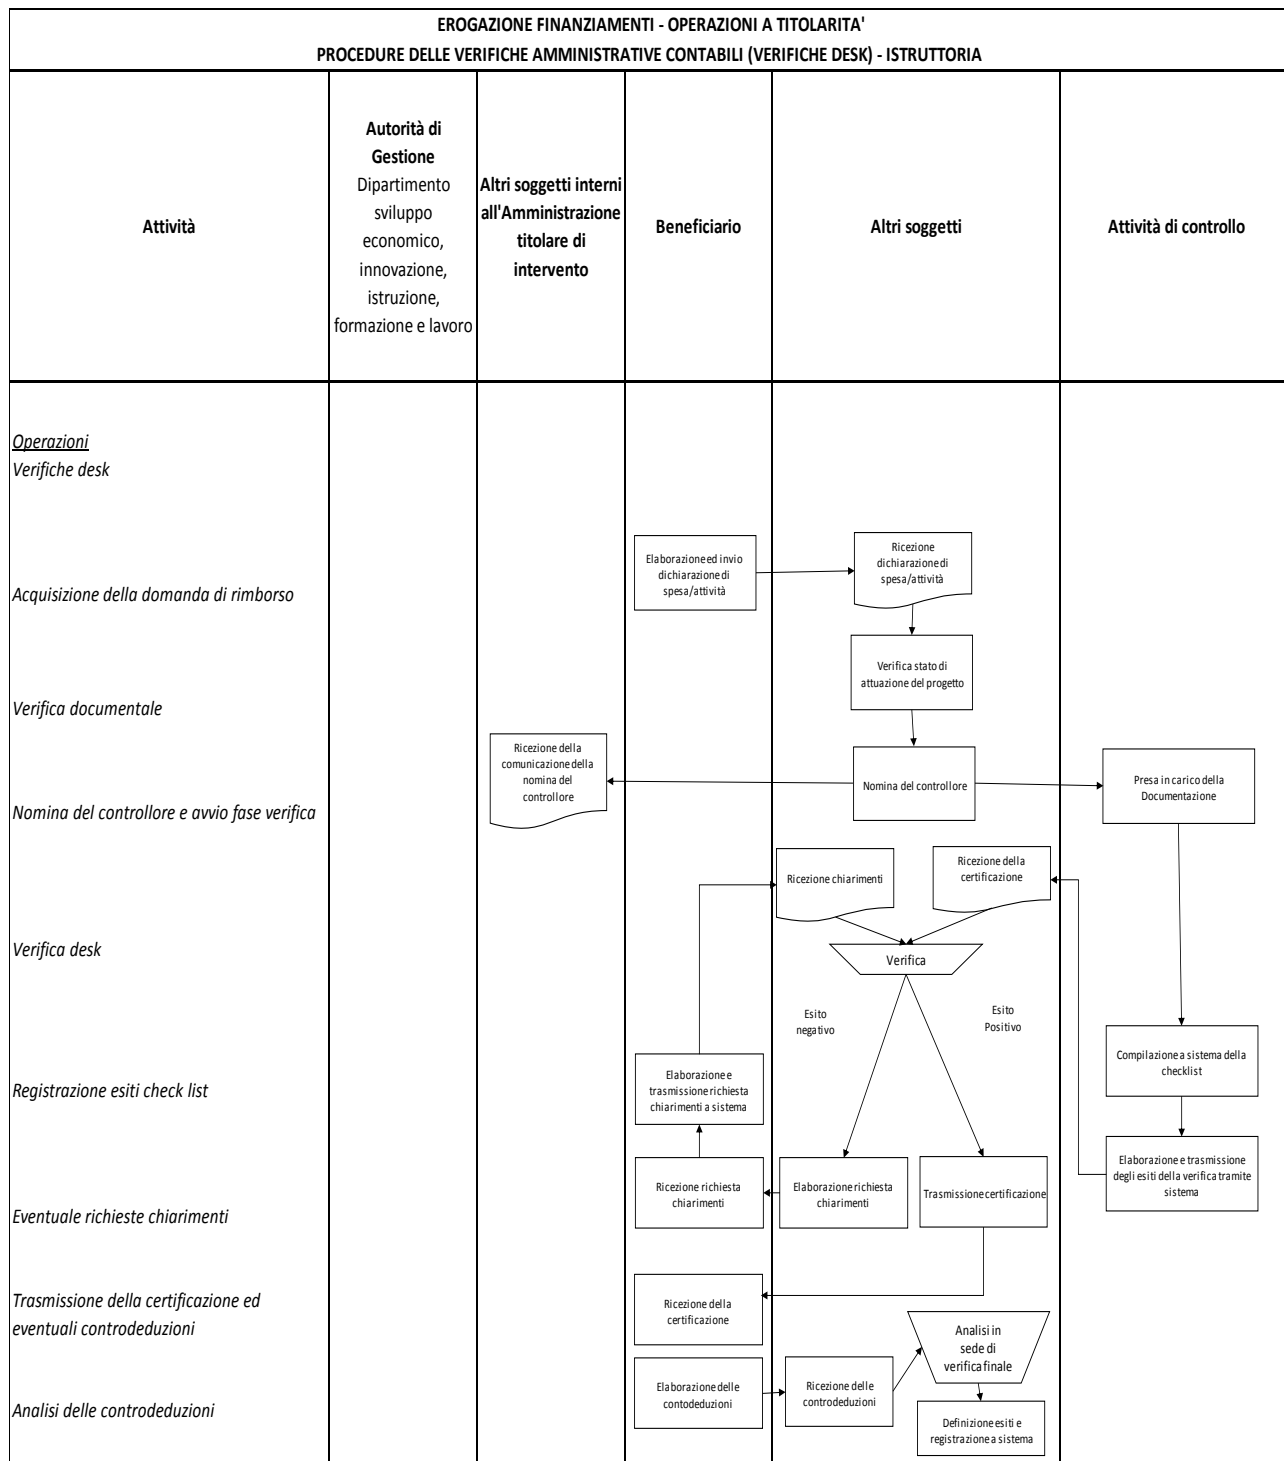 EROGAZIONE FINANZIAMENTI - OPERAZIONI A TITOLARITA'
PROCEDURE DELLE VERIFICHE AMMINISTRATIVE CONTABILI (VERIFICHE DESK) - ISTRUTTORIA
Attività
Autorità di
Gestione
Dipartimento
sviluppo
economico,
innovazione,
istruzione,
formazione e lavoro
Altri soggetti interni
all'Amministrazione
titolare di
intervento
Beneficiario
Altri soggetti
Attività di controllo
Operazioni
Verifiche desk
Acquisizione della domanda di rimborso
Elaborazione ed invio
dichiarazione di
spesa/attività
Ricezione
dichiarazione di
spesa/attività
Verifica stato di
attuazione del progetto
Verifica documentale
Ricezione della
comunicazione della
nomina del
controllore
Nomina del controllore
Presa in carico della
Documentazione
Nomina del controllore e avvio fase verifica
Ricezione chiarimenti
Ricezione della
certificazione
Verifica desk
Verifica
Esito
negativo
Esito
Positivo
Registrazione esiti check list
Elaborazione e
trasmissione richiesta
chiarimenti a sistema
Compilazione a sistema della
checklist
Ricezione richiesta
chiarimenti
Elaborazione richiesta
chiarimenti
Trasmissione certificazione
Elaborazione e trasmissione
degli esiti della verifica tramite
sistema
Eventuale richieste chiarimenti
Trasmissione della certificazione ed
eventuali controdeduzioni
Ricezione della
certificazione
Analisi in
sede di
verifica finale
Analisi delle controdeduzioni
Elaborazione delle
contodeduzioni
Ricezione delle
controdeduzioni
Definizione esiti e
registrazione a sistema